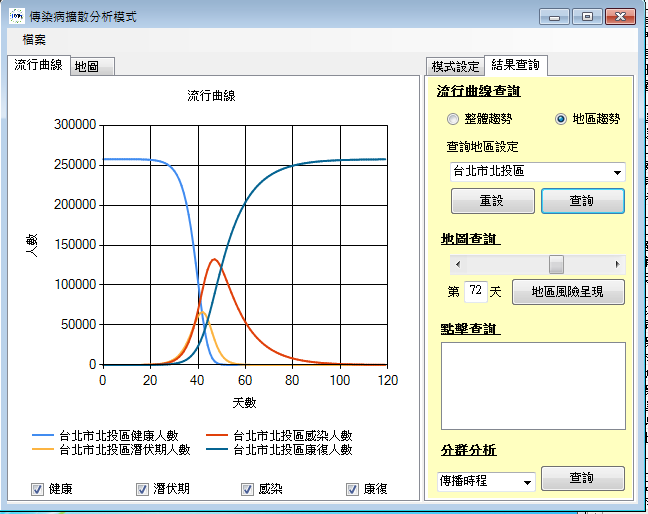 傳染病擴散分析模式
檔案
流行曲線 地圖
流行曲線
300000
250000
200000
150000
100000
50000
0
人數
0 20 40 60 80 100 120
天數
台北市北投區健康人數 台北市北投區感染人數
台北市北投區潛伏期人數 台北市北投區康復人數
健康 潛伏期 感染 康復
模式設定 結果查詢
流行曲線查詢
整體趨勢 地區趨勢
查詢地區設定
台北市北投區
重設 查詢
地圖查詢
第 72 天 地區風險呈現
點擊查詢
分群分析
傳播時程 查詢